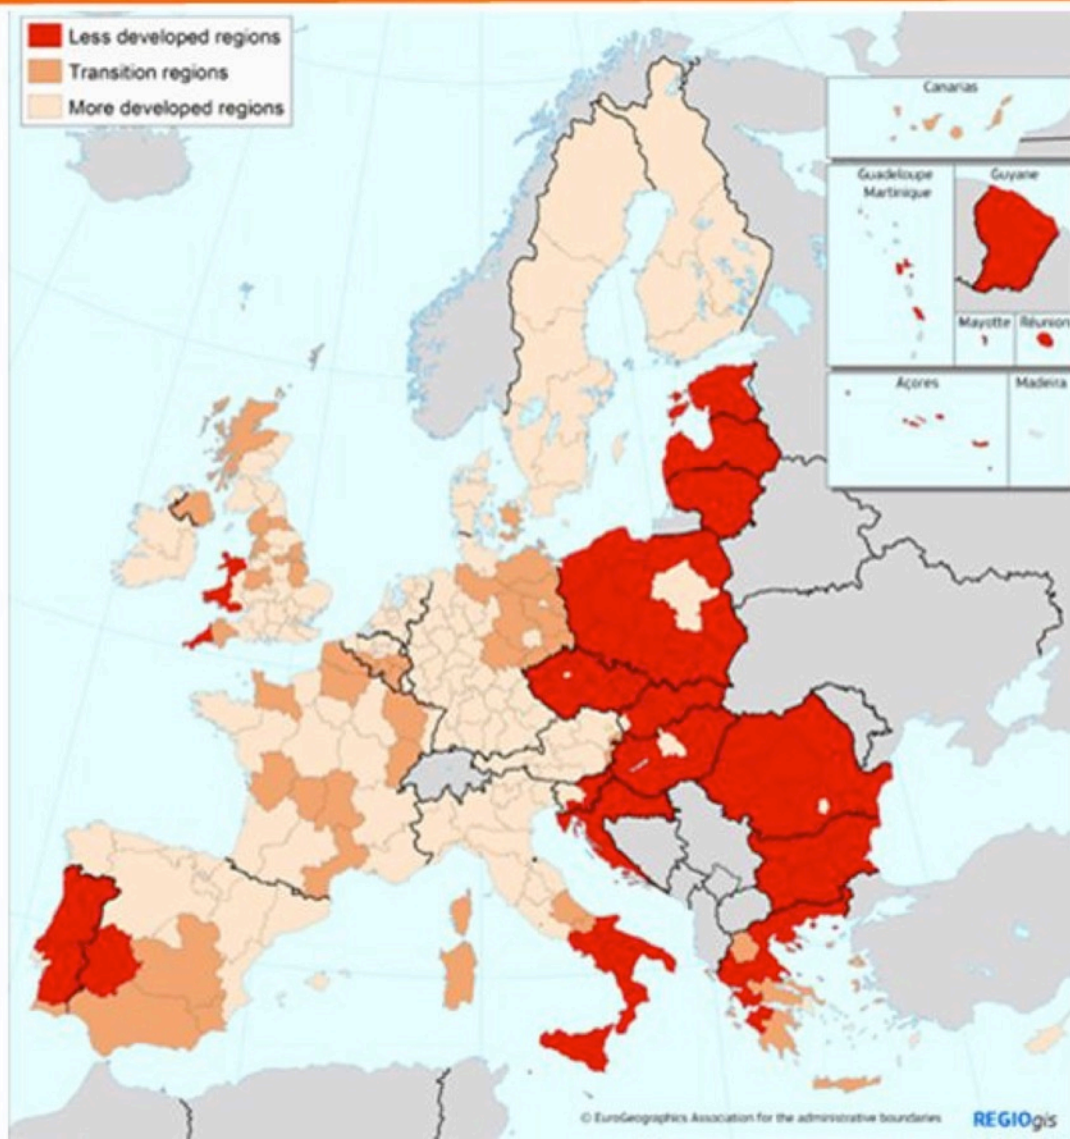 Less developed regions
Transition regions
More developed regions
Canarias
Guadeloupe
Martinique
Guyane
Mayotte
Réunion
Açores
Madeira
© EuroGeographics Association for the administrative boundaries
REGIOgis